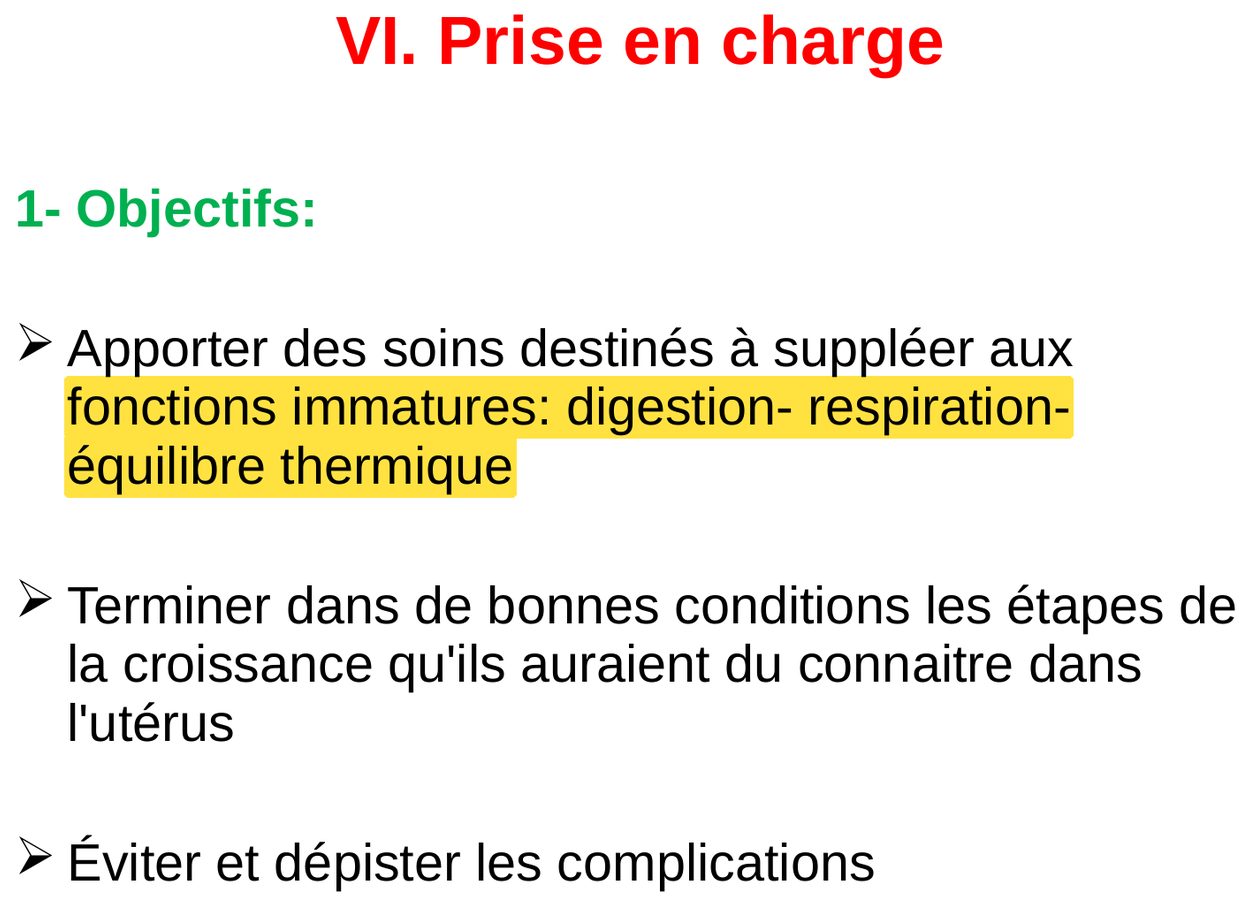 VI. Prise en charge
1- Objectifs:
➢ Apporter des soins destinés à suppléer aux
fonctions immatures: digestion- respiration-
équilibre thermique
➢ Terminer dans de bonnes conditions les étapes de
la croissance qu'ils auraient du connaitre dans
l'utérus
➢ Éviter et dépister les complications